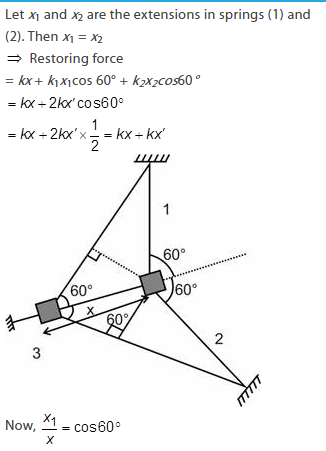 Let x₁ and x₂ are the extensions in springs (1) and
(2). Then x₁ = x₂
⇒ Restoring force
= kx + k₁x₁cos 60° + k₂x₂cos60°
= kx + 2kx'cos60°
= kx + 2kx' × 1/2 = kx + kx'
1
60°
60°
60°
x
60°
2
3
Now, x₁/x = cos60°